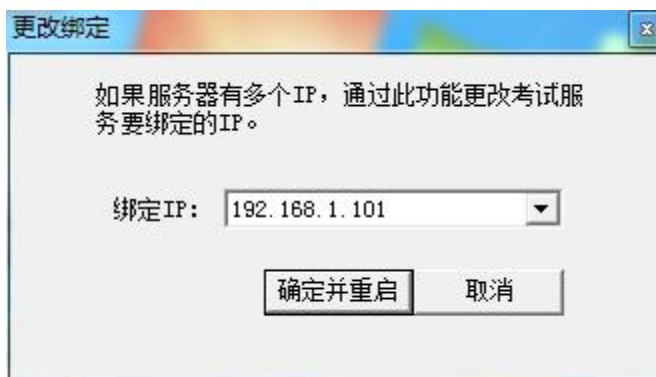 更改绑定
如果服务器有多个IP，通过此功能更改考试服
务要绑定的IP。
绑定IP: 192.168.1.101
确定并重启 取消